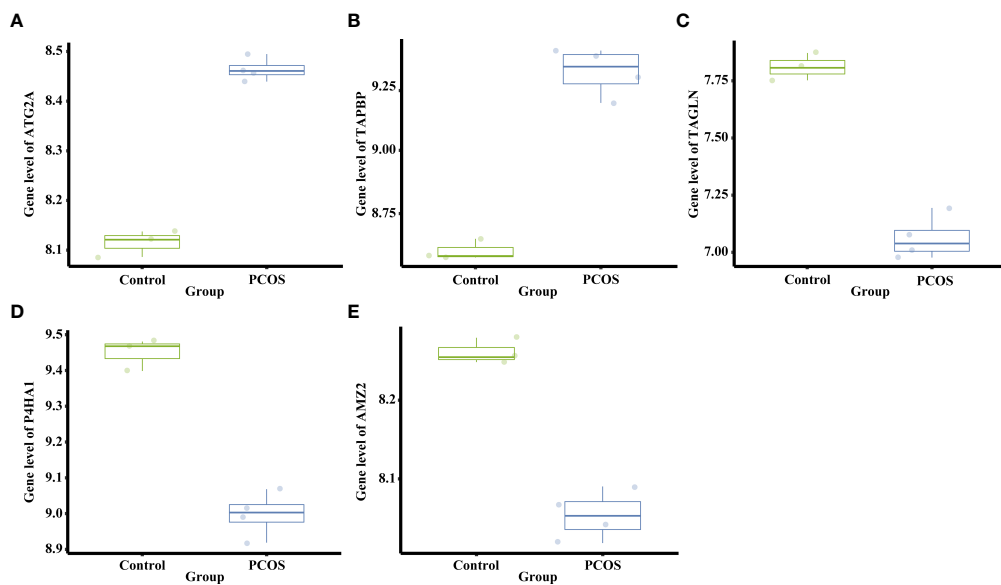 A
Gene level of ATG2A
8.5
8.4
8.3
8.2
8.1
Control
PCOS
Group
B
Gene level of TAPBP
9.25
9.00
8.75
Control
PCOS
Group
C
Gene level of TAGLN
7.75
7.50
7.25
7.00
Control
PCOS
Group
D
Gene level of P4HA1
9.5
9.4
9.3
9.2
9.1
9.0
8.9
Control
PCOS
Group
E
Gene level of AMZ2
8.2
8.1
Control
PCOS
Group